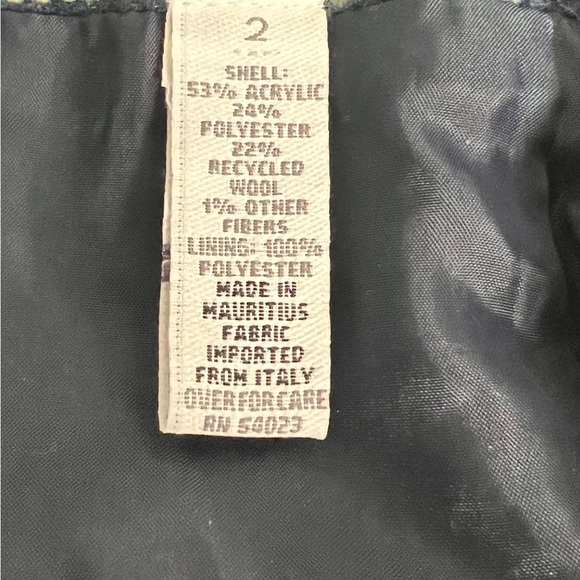 2
SHELL:
53% ACRYLIC
24%
POLYESTER
22%
RECYCLED
WOOL
1% OTHER
FIBERS
LINING: 100%
POLYESTER
MADE IN
MAURITIUS
FABRIC
IMPORTED
FROM ITALY
OVER FOR CARE
RN 54023